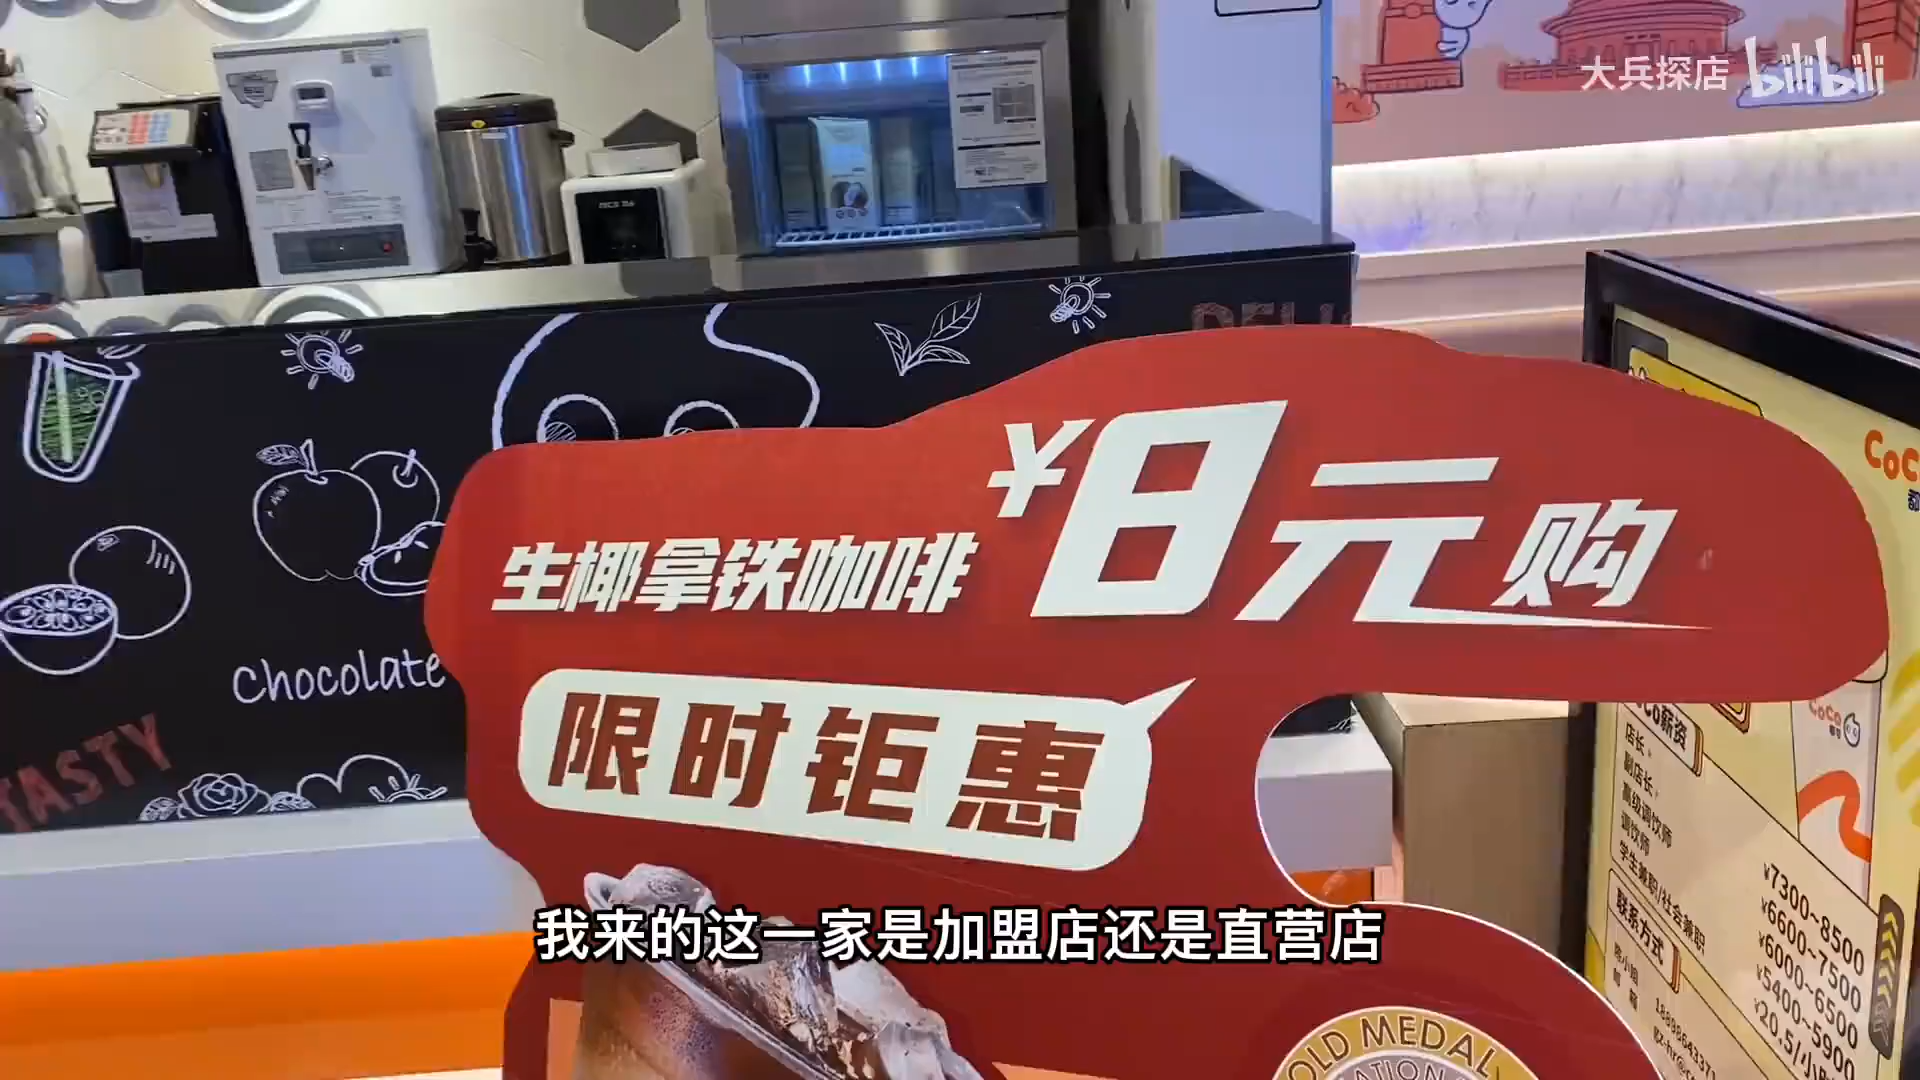 大兵探店 bilibili
¥8元购
生椰拿铁咖啡
限时钜惠
Chocolate
TASTY
CoCo
CoCo薪资
店长
副店长
高级调饮师
调饮师
学生兼职/社会兼职
¥7300~8500
¥6600~7500
¥6000~6500
¥5400~5900
¥20.5/小
联系方式
我来的这一家是加盟店还是直营店
OLD MEDAL